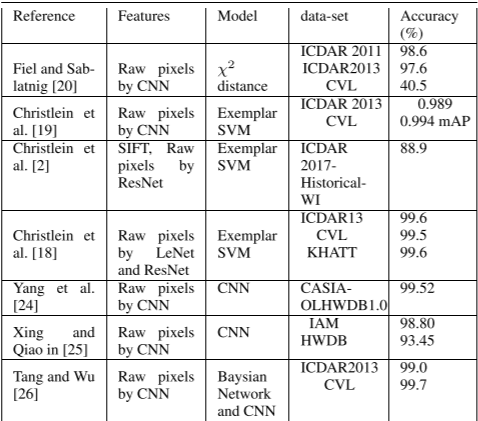 Reference Features Model data-set Accuracy
(%)
ICDAR 2011 98.6
Fiel and Sab- Raw pixels χ² ICDAR2013 97.6
latnig [20] by CNN distance CVL 40.5
Christlein et Raw pixels Exemplar ICDAR 2013 0.989
al. [19] by CNN SVM CVL 0.994 mAP
Christlein et SIFT, Raw Exemplar ICDAR 88.9
al. [2] pixels by SVM 2017-
ResNet Historical-
WI
ICDAR13 99.6
Christlein et Raw pixels Exemplar CVL 99.5
al. [18] by LeNet SVM KHATT 99.6
and ResNet
Yang et al. Raw pixels CNN CASIA- 99.52
[24] by CNN OLHWDB1.0
IAM 98.80
Xing and Raw pixels CNN HWDB 93.45
Qiao in [25] by CNN
ICDAR2013 99.0
Tang and Wu Raw pixels Baysian CVL 99.7
[26] by CNN Network
and CNN